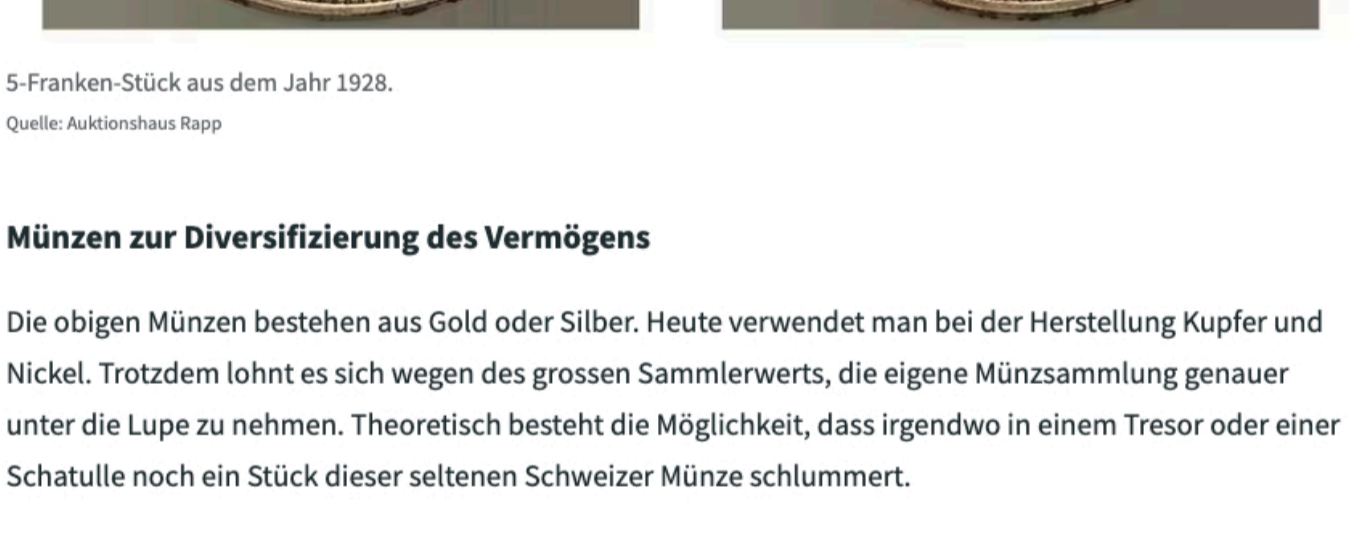 5-Franken-Stück aus dem Jahr 1928.
Quelle: Auktionshaus Rapp
Münzen zur Diversifizierung des Vermögens
Die obigen Münzen bestehen aus Gold oder Silber. Heute verwendet man bei der Herstellung Kupfer und
Nickel. Trotzdem lohnt es sich wegen des grossen Sammlerwerts, die eigene Münzsammlung genauer
unter die Lupe zu nehmen. Theoretisch besteht die Möglichkeit, dass irgendwo in einem Tresor oder einer
Schatulle noch ein Stück dieser seltenen Schweizer Münze schlummert.